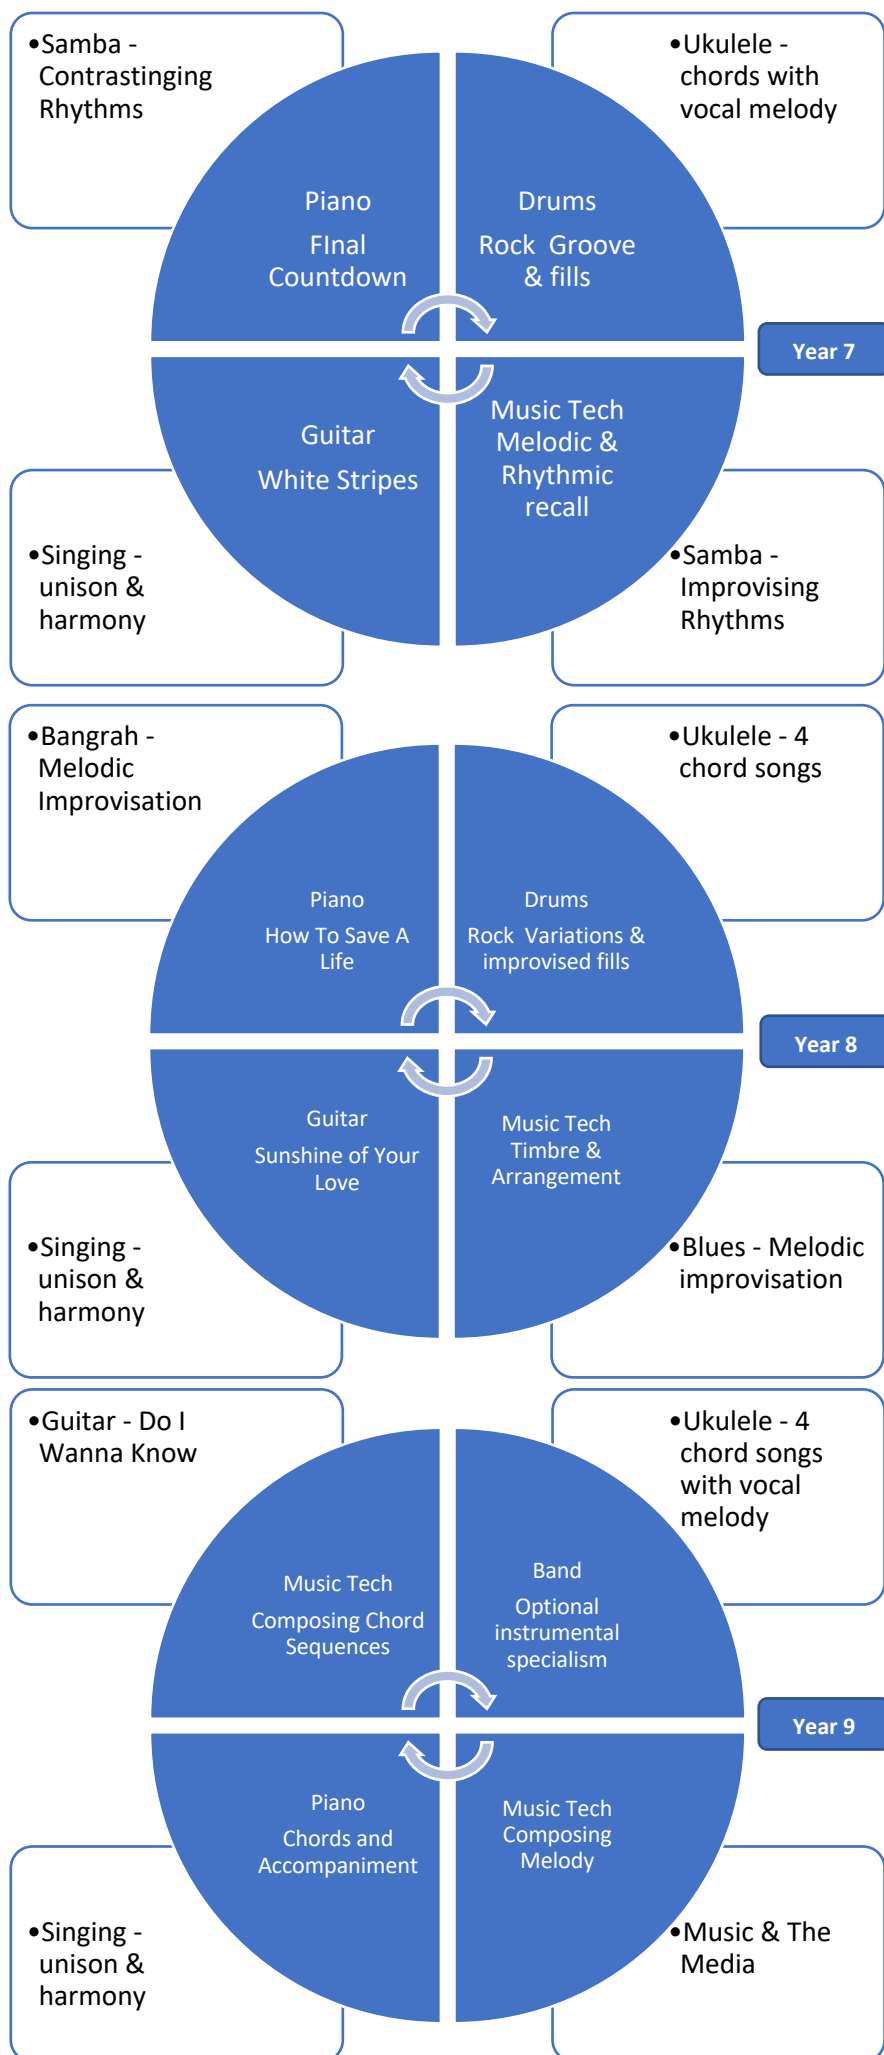 •Samba -
Contrastinging
Rhythms
•Ukulele -
chords with
vocal melody
Piano
FInal
Countdown
Drums
Rock Groove
& fills
Year 7
Guitar
White Stripes
Music Tech
Melodic &
Rhythmic
recall
•Singing -
unison &
harmony
•Samba -
Improvising
Rhythms
•Bangrah -
Melodic
Improvisation
•Ukulele - 4
chord songs
Piano
How To Save A
Life
Drums
Rock Variations &
improvised fills
Year 8
Guitar
Sunshine of Your
Love
Music Tech
Timbre &
Arrangement
•Singing -
unison &
harmony
•Blues - Melodic
improvisation
•Guitar - Do I
Wanna Know
•Ukulele - 4
chord songs
with vocal
melody
Music Tech
Composing Chord
Sequences
Band
Optional
instrumental
specialism
Year 9
Piano
Chords and
Accompaniment
Music Tech
Composing
Melody
•Singing -
unison &
harmony
•Music & The
Media